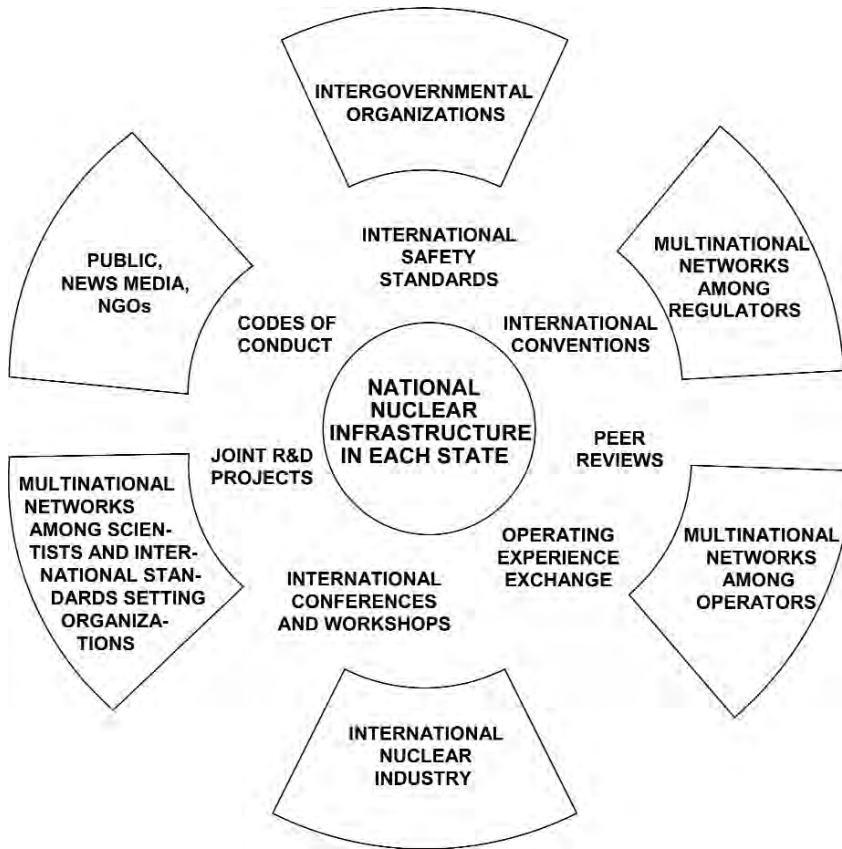 INTERGOVERNMENTAL
ORGANIZATIONS
INTERNATIONAL
SAFETY
STANDARDS
PUBLIC,
NEWS MEDIA,
NGOs
MULTINATIONAL
NETWORKS
AMONG
REGULATORS
CODES OF
CONDUCT
INTERNATIONAL
CONVENTIONS
NATIONAL
NUCLEAR
INFRASTRUCTURE
IN EACH STATE
JOINT R&D
PROJECTS
PEER
REVIEWS
MULTINATIONAL
NETWORKS
AMONG SCIEN-
TISTS AND INTER-
NATIONAL STAN-
DARDS SETTING
ORGANIZA-
TIONS
OPERATING
EXPERIENCE
EXCHANGE
MULTINATIONAL
NETWORKS
AMONG
OPERATORS
INTERNATIONAL
CONFERENCES
AND WORKSHOPS
INTERNATIONAL
NUCLEAR
INDUSTRY